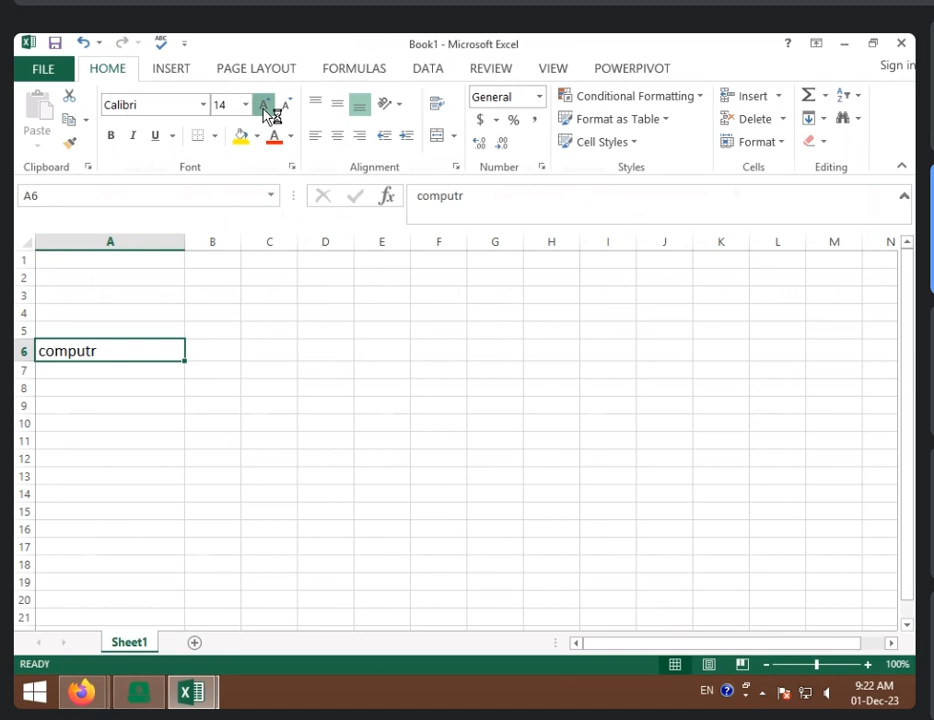 Book1 - Microsoft Excel
FILE HOME INSERT PAGE LAYOUT FORMULAS DATA REVIEW VIEW POWERPIVOT Sign in
Calibri 14 General Conditional Formatting Insert
Paste $ % , Format as Table Delete
B I U A Cell Styles Format
Clipboard Font Alignment Number Styles Cells Editing
A6 fx computr
A B C D E F G H I J K L M N
1
2
3
4
5
6 computr
7
8
9
10
11
12
13
14
15
16
17
18
19
20
21
Sheet1
READY 100%
EN 9:22 AM
01-Dec-23